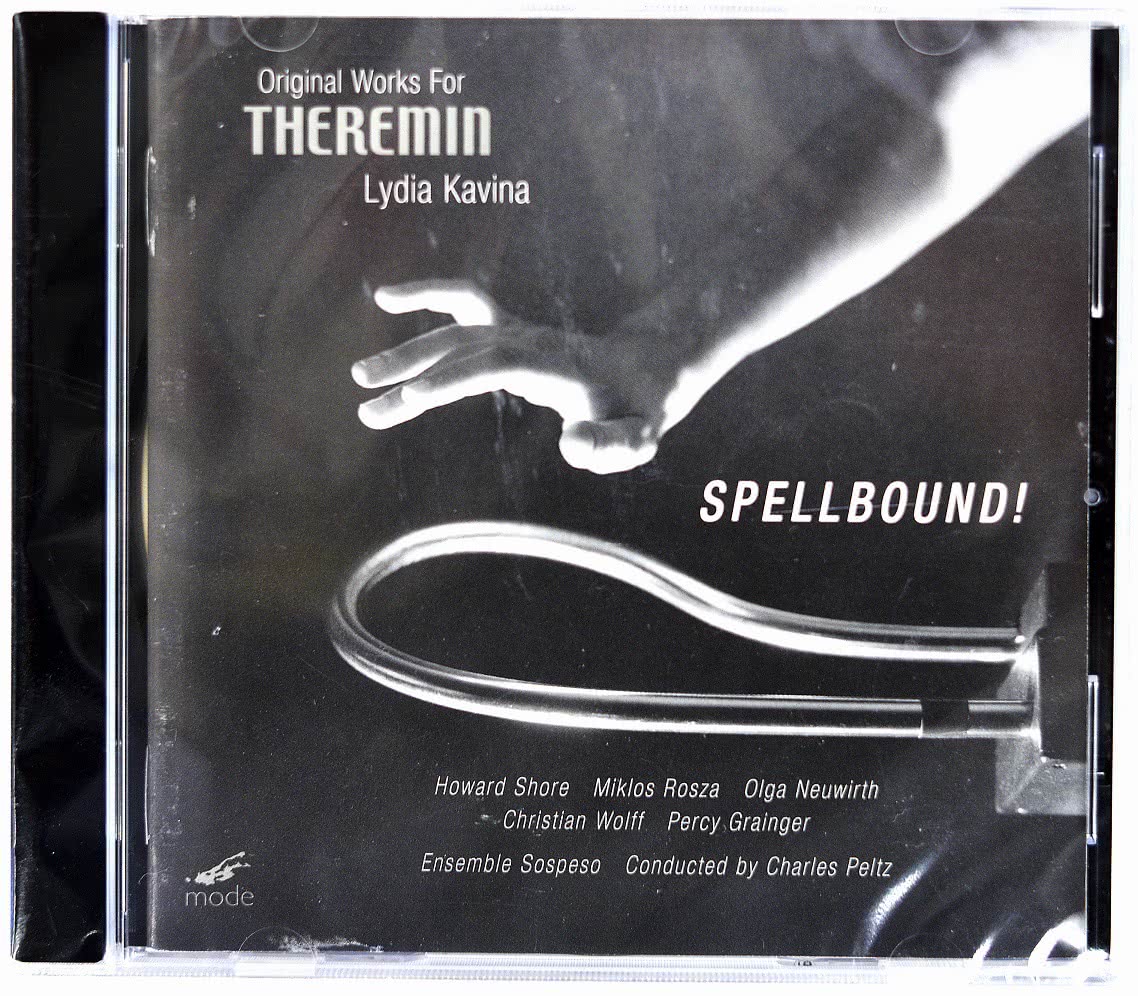 Original Works For
THEREMIN
Lydia Kavina
SPELLBOUND!
Howard Shore Miklos Rosza Olga Neuwirth
Christian Wolff Percy Grainger
Ensemble Sospeso Conducted by Charles Peltz
mode